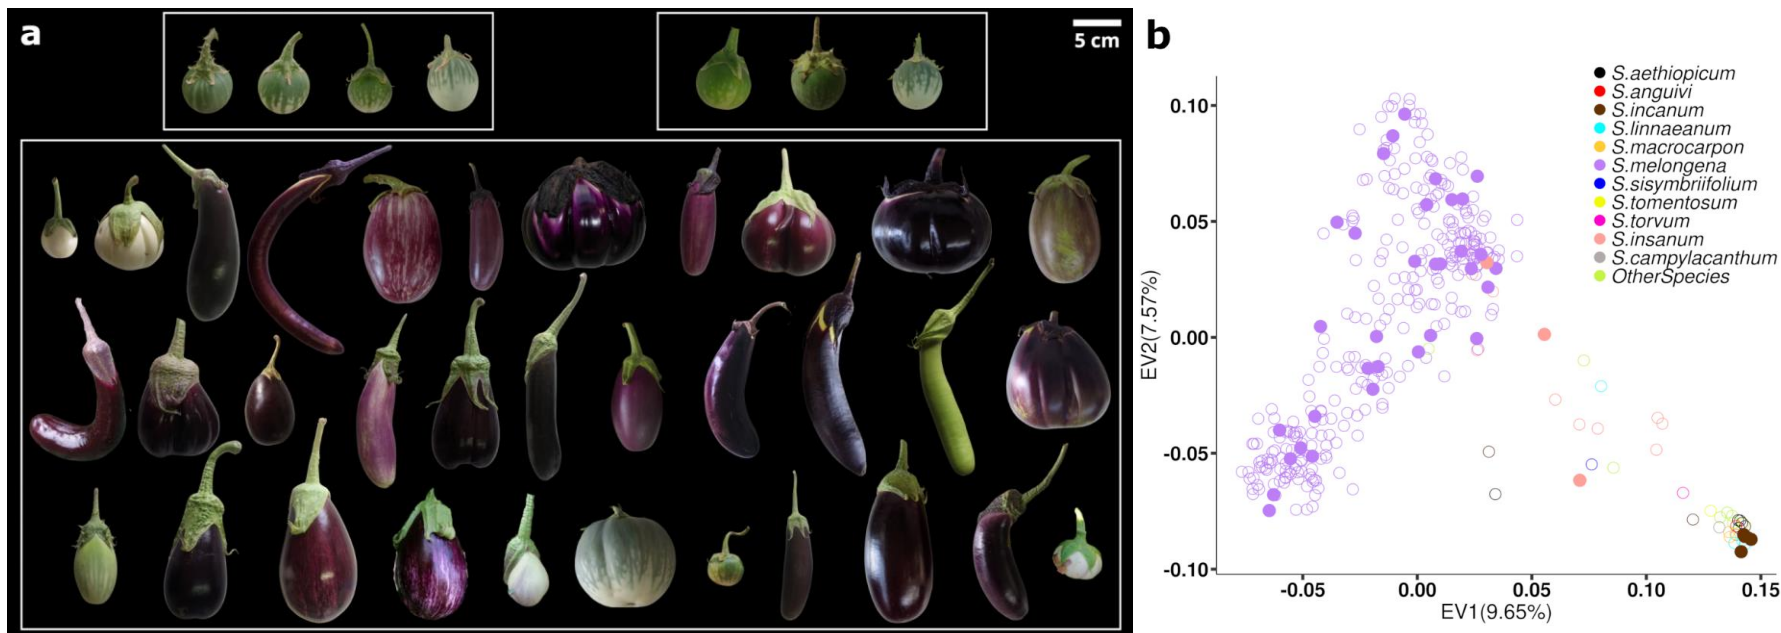 a
5 cm
b
S.aethiopicum
S.anguivi
S.incanum
S.linnaeanum
S.macrocarpon
S.melongena
S.sisymbriifolium
S.tomentosum
S.torvum
S.insanum
S.campylacanthum
OtherSpecies
EV2(7.57%)
0.10
0.05
0.00
-0.05
-0.10
-0.05 0.00 0.05 0.10 0.15
EV1(9.65%)